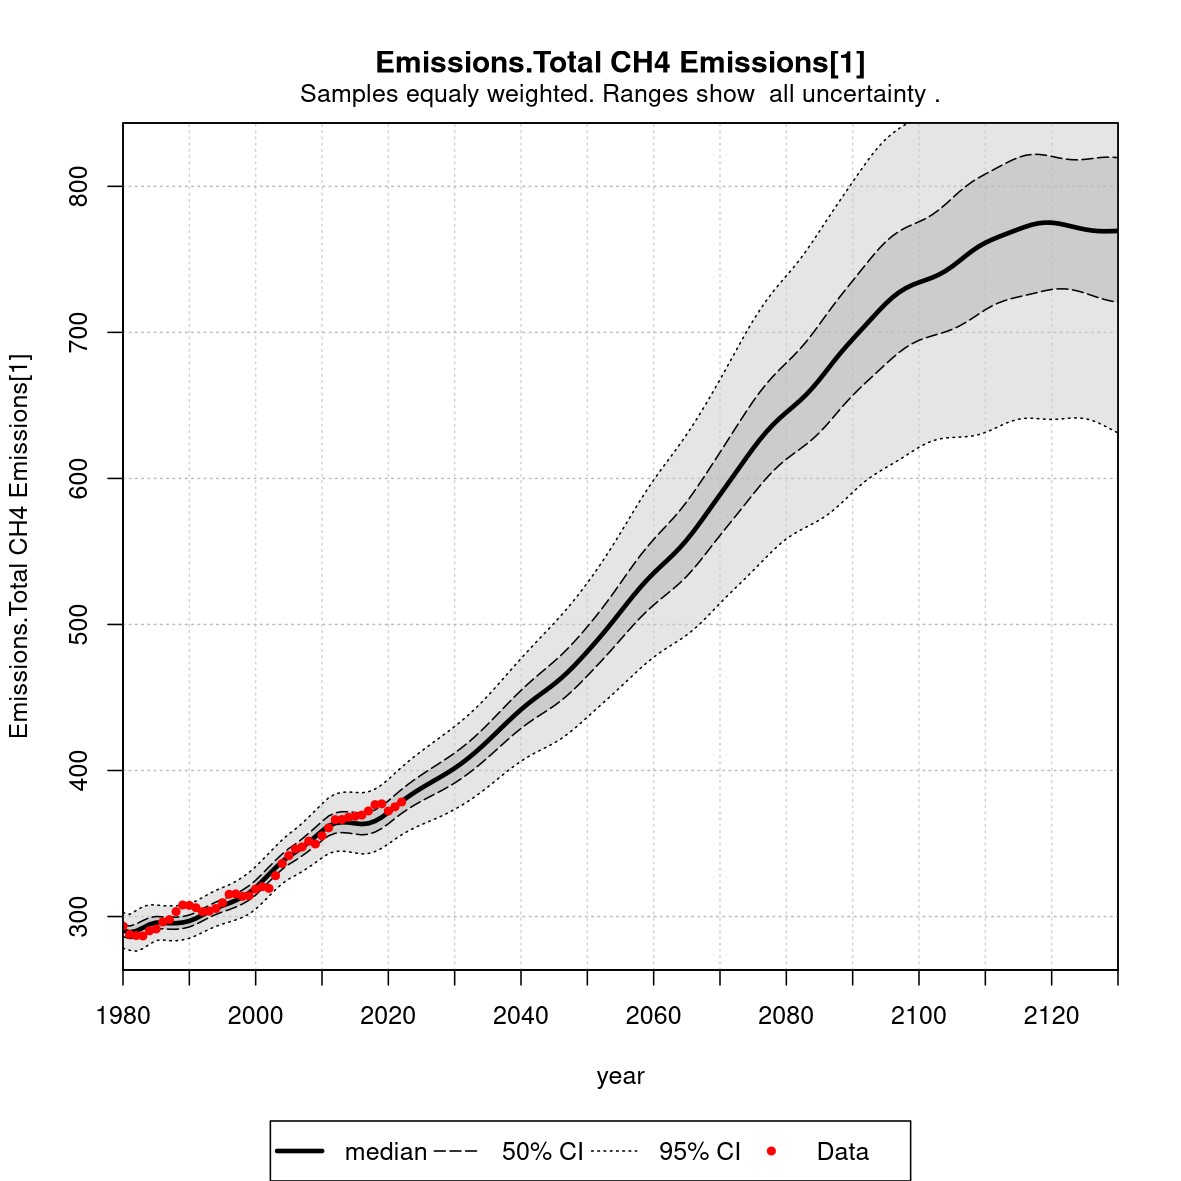 Emissions.Total CH4 Emissions[1]
Samples equaly weighted. Ranges show  all uncertainty .
Emissions.Total CH4 Emissions[1]
800
700
600
500
400
300
1980 2000 2020 2040 2060 2080 2100 2120
year
median 50% CI 95% CI Data